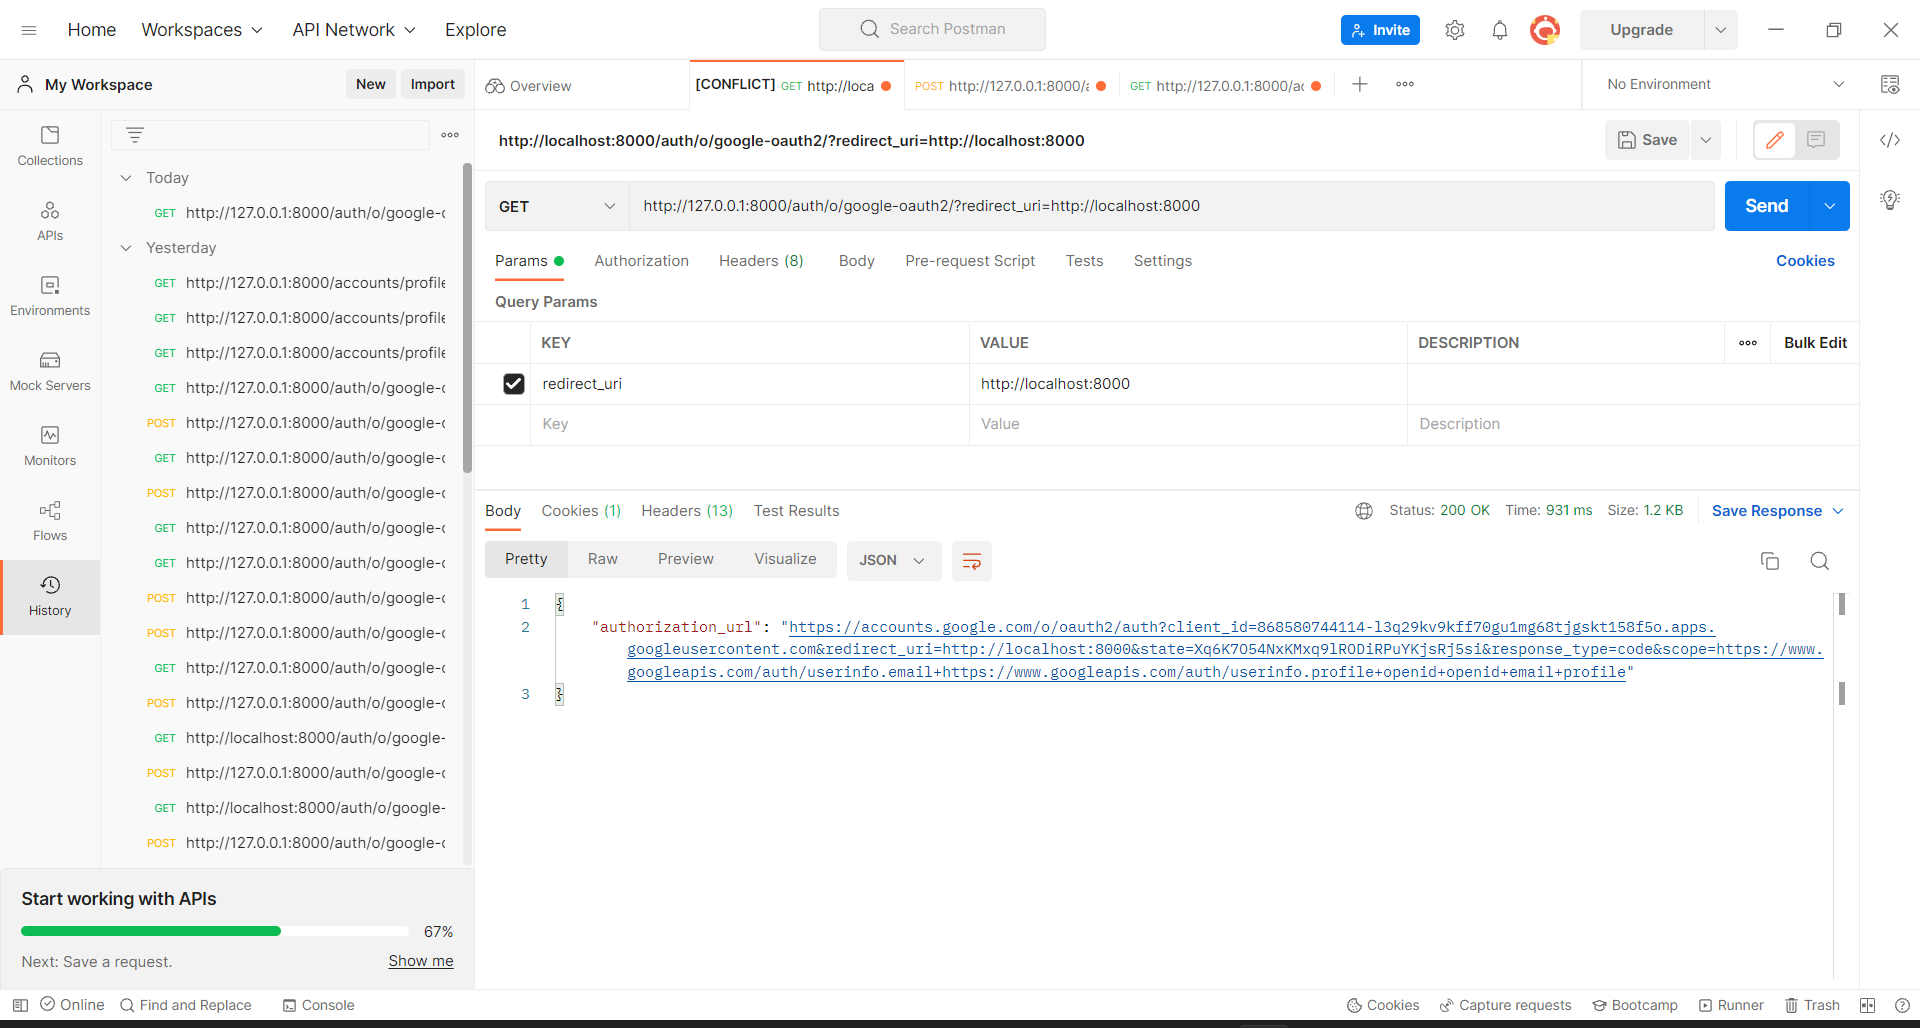 Home
Workspaces
API Network
Explore
Search Postman
Invite
Upgrade
My Workspace
New
Import
Overview
[CONFLICT] GET http://loca
POST http://127.0.0.1:8000/a
GET http://127.0.0.1:8000/ac
No Environment
Collections
APIs
Environments
Mock Servers
Monitors
Flows
History
Today
GET http://127.0.0.1:8000/auth/o/google-o
Yesterday
GET http://127.0.0.1:8000/accounts/profile
GET http://127.0.0.1:8000/accounts/profile
GET http://127.0.0.1:8000/accounts/profile
GET http://127.0.0.1:8000/auth/o/google-o
POST http://127.0.0.1:8000/auth/o/google-o
GET http://127.0.0.1:8000/auth/o/google-o
POST http://127.0.0.1:8000/auth/o/google-o
GET http://127.0.0.1:8000/auth/o/google-o
GET http://127.0.0.1:8000/auth/o/google-o
POST http://127.0.0.1:8000/auth/o/google-o
POST http://127.0.0.1:8000/auth/o/google-o
GET http://127.0.0.1:8000/auth/o/google-o
POST http://127.0.0.1:8000/auth/o/google-o
GET http://localhost:8000/auth/o/google-
POST http://127.0.0.1:8000/auth/o/google-o
GET http://localhost:8000/auth/o/google-
POST http://127.0.0.1:8000/auth/o/google-o
Start working with APIs
67%
Next: Save a request.
Show me
http://localhost:8000/auth/o/google-oauth2/?redirect_uri=http://localhost:8000
Save
GET
http://127.0.0.1:8000/auth/o/google-oauth2/?redirect_uri=http://localhost:8000
Send
Params
Authorization
Headers (8)
Body
Pre-request Script
Tests
Settings
Cookies
Query Params
KEY
VALUE
DESCRIPTION
Bulk Edit
redirect_uri
http://localhost:8000
Key
Value
Description
Body
Cookies (1)
Headers (13)
Test Results
Status: 200 OK
Time: 931 ms
Size: 1.2 KB
Save Response
Pretty
Raw
Preview
Visualize
JSON
1 {
2 "authorization_url": "https://accounts.google.com/o/oauth2/auth?client_id=868580744114-l3q29kv9kff70gu1mg68tjgskt158f5o.apps.
googleusercontent.com&redirect_uri=http://localhost:8000&state=Xq6K7O54NxKMxq9lRODiRPuYKjsRj5si&response_type=code&scope=https://www.
googleapis.com/auth/userinfo.email+https://www.googleapis.com/auth/userinfo.profile+openid+openid+email+profile"
3 }
Online
Find and Replace
Console
Cookies
Capture requests
Bootcamp
Runner
Trash